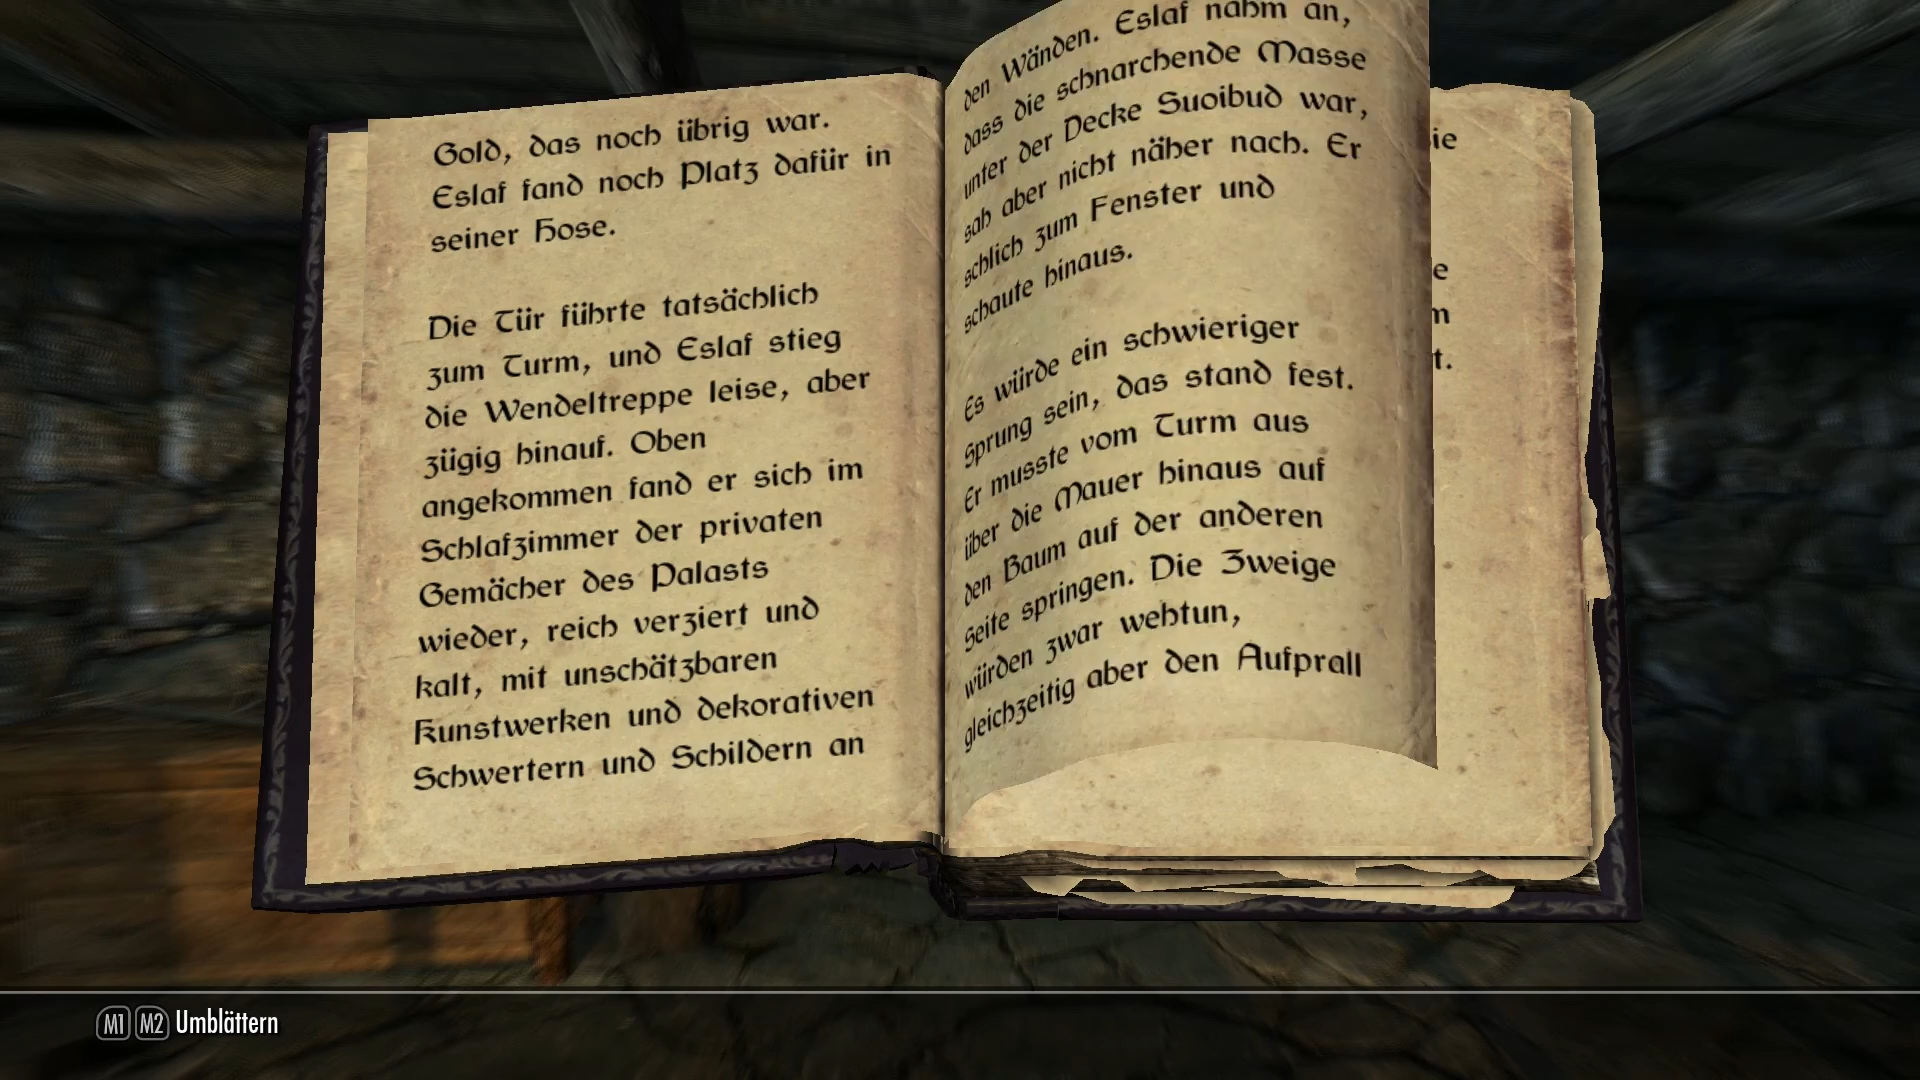 Gold, das noch übrig war.
Eslaf fand noch Platz dafür in
seiner Hose.
Die Tür führte tatsächlich
zum Turm, und Eslaf stieg
die Wendeltreppe leise, aber
zügig hinauf. Oben
angekommen fand er sich im
Schlafzimmer der privaten
Gemächer des Palasts
wieder, reich verziert und
kalt, mit unschätzbaren
Kunstwerken und dekorativen
Schwertern und Schildern an
den Wänden. Eslaf nahm an,
dass die schnarchende Masse
unter der Decke Suoibud war,
sah aber nicht näher nach. Er
schlich zum Fenster und
schaute hinaus.
Es würde ein schwieriger
Sprung sein, das stand fest.
Er musste vom Turm aus
über die Mauer hinaus auf
den Baum auf der anderen
Seite springen. Die Zweige
würden zwar wehtun,
gleichzeitig aber den Aufprall
M1 M2 Umblättern